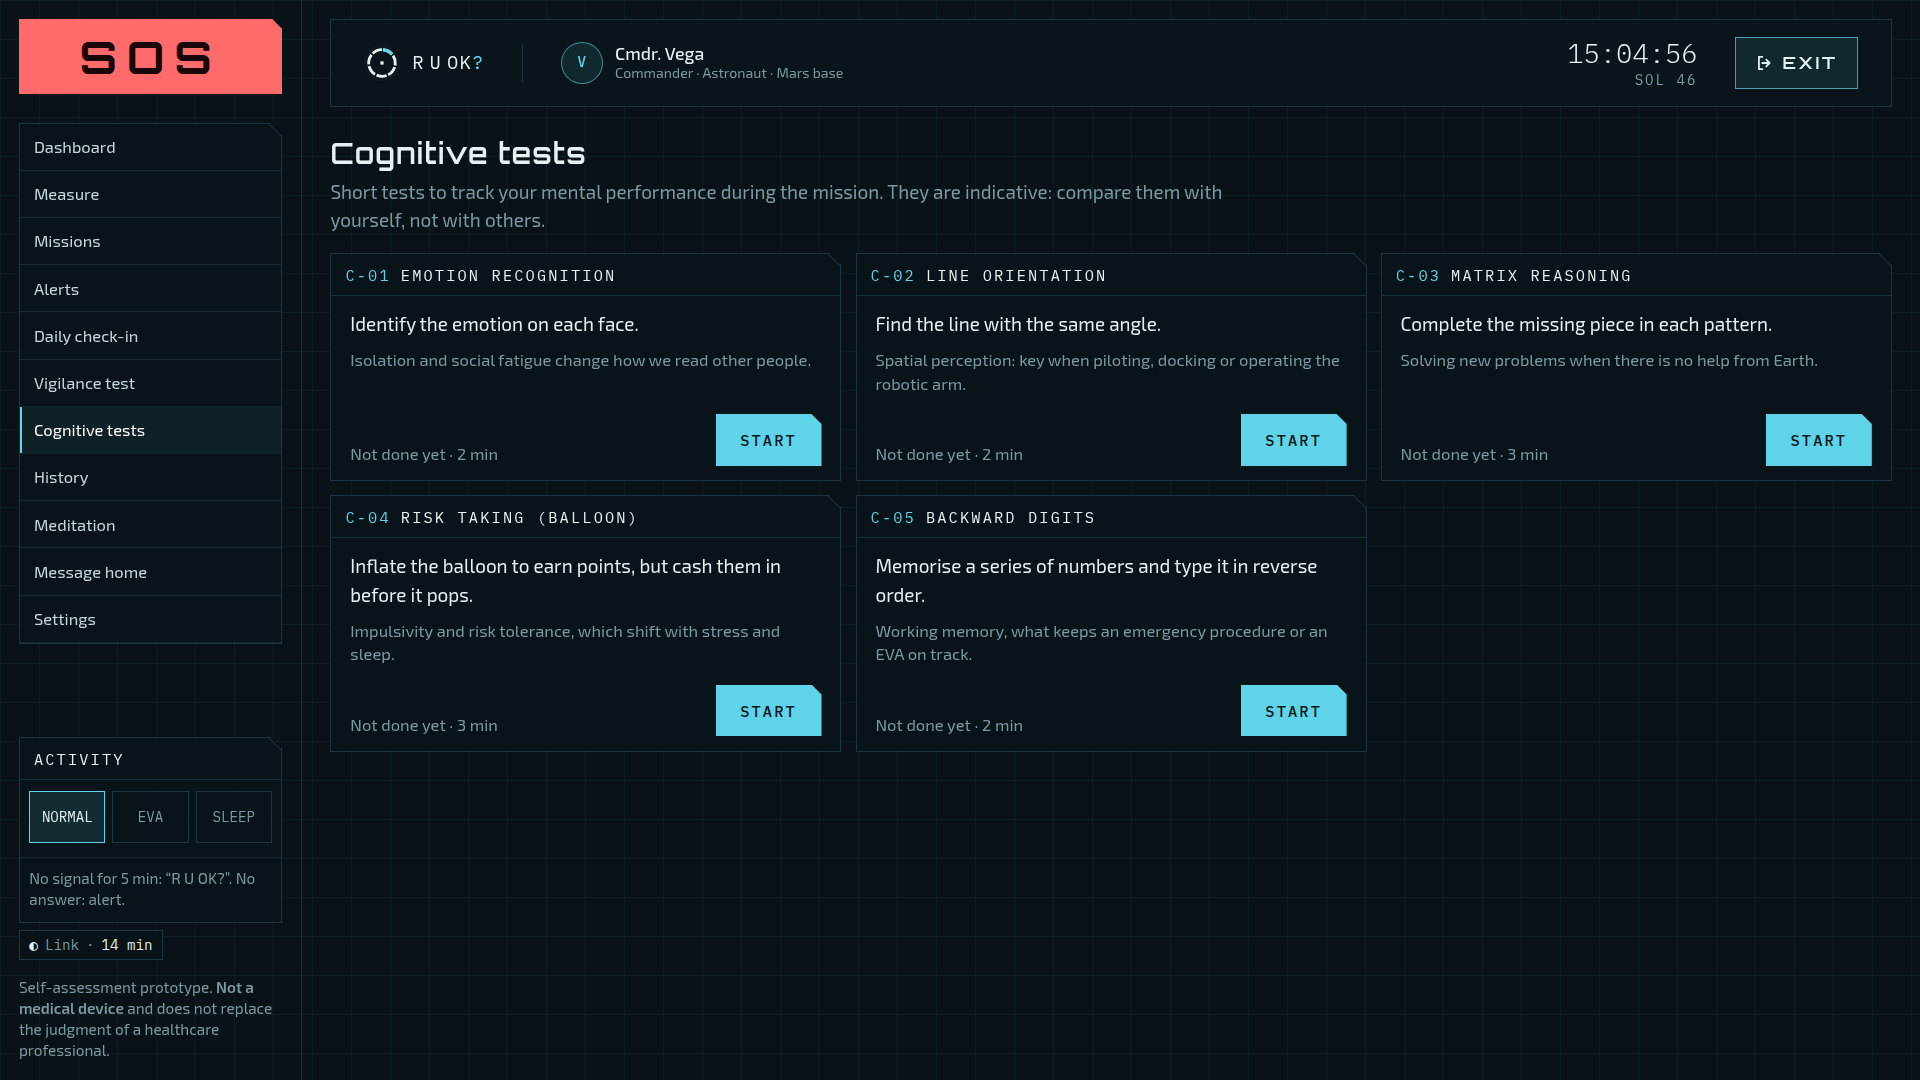 SOS
Dashboard
Measure
Missions
Alerts
Daily check-in
Vigilance test
Cognitive tests
History
Meditation
Message home
Settings
ACTIVITY
NORMAL EVA SLEEP
No signal for 5 min: “R U OK?”. No
answer: alert.
Link · 14 min
Self-assessment prototype. Not a
medical device and does not replace
the judgment of a healthcare
professional.
R U OK?
V
Cmdr. Vega
Commander · Astronaut · Mars base
15:04:56
SOL 46
EXIT
Cognitive tests
Short tests to track your mental performance during the mission. They are indicative: compare them with
yourself, not with others.
C-01 EMOTION RECOGNITION
Identify the emotion on each face.
Isolation and social fatigue change how we read other people.
Not done yet · 2 min
START
C-02 LINE ORIENTATION
Find the line with the same angle.
Spatial perception: key when piloting, docking or operating the
robotic arm.
Not done yet · 2 min
START
C-03 MATRIX REASONING
Complete the missing piece in each pattern.
Solving new problems when there is no help from Earth.
Not done yet · 3 min
START
C-04 RISK TAKING (BALLOON)
Inflate the balloon to earn points, but cash them in
before it pops.
Impulsivity and risk tolerance, which shift with stress and
sleep.
Not done yet · 3 min
START
C-05 BACKWARD DIGITS
Memorise a series of numbers and type it in reverse
order.
Working memory, what keeps an emergency procedure or an
EVA on track.
Not done yet · 2 min
START